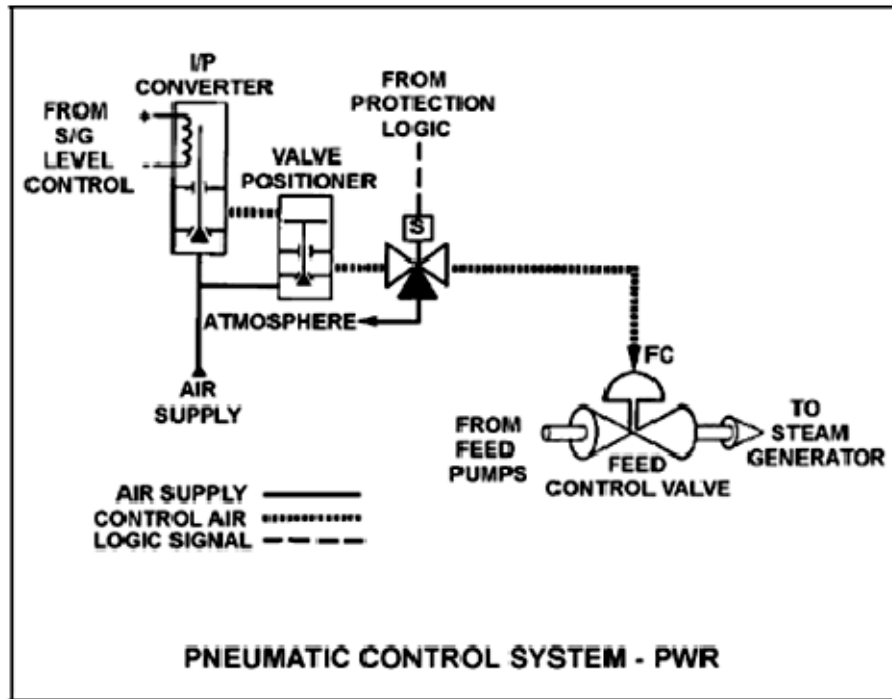 I/P
CONVERTER
FROM
S/G
LEVEL
CONTROL
VALVE
POSITIONER
FROM
PROTECTION
LOGIC
S
ATMOSPHERE
AIR
SUPPLY
FC
FROM
FEED
PUMPS
FEED
CONTROL VALVE
TO
STEAM
GENERATOR
AIR SUPPLY
CONTROL AIR
LOGIC SIGNAL
PNEUMATIC CONTROL SYSTEM - PWR